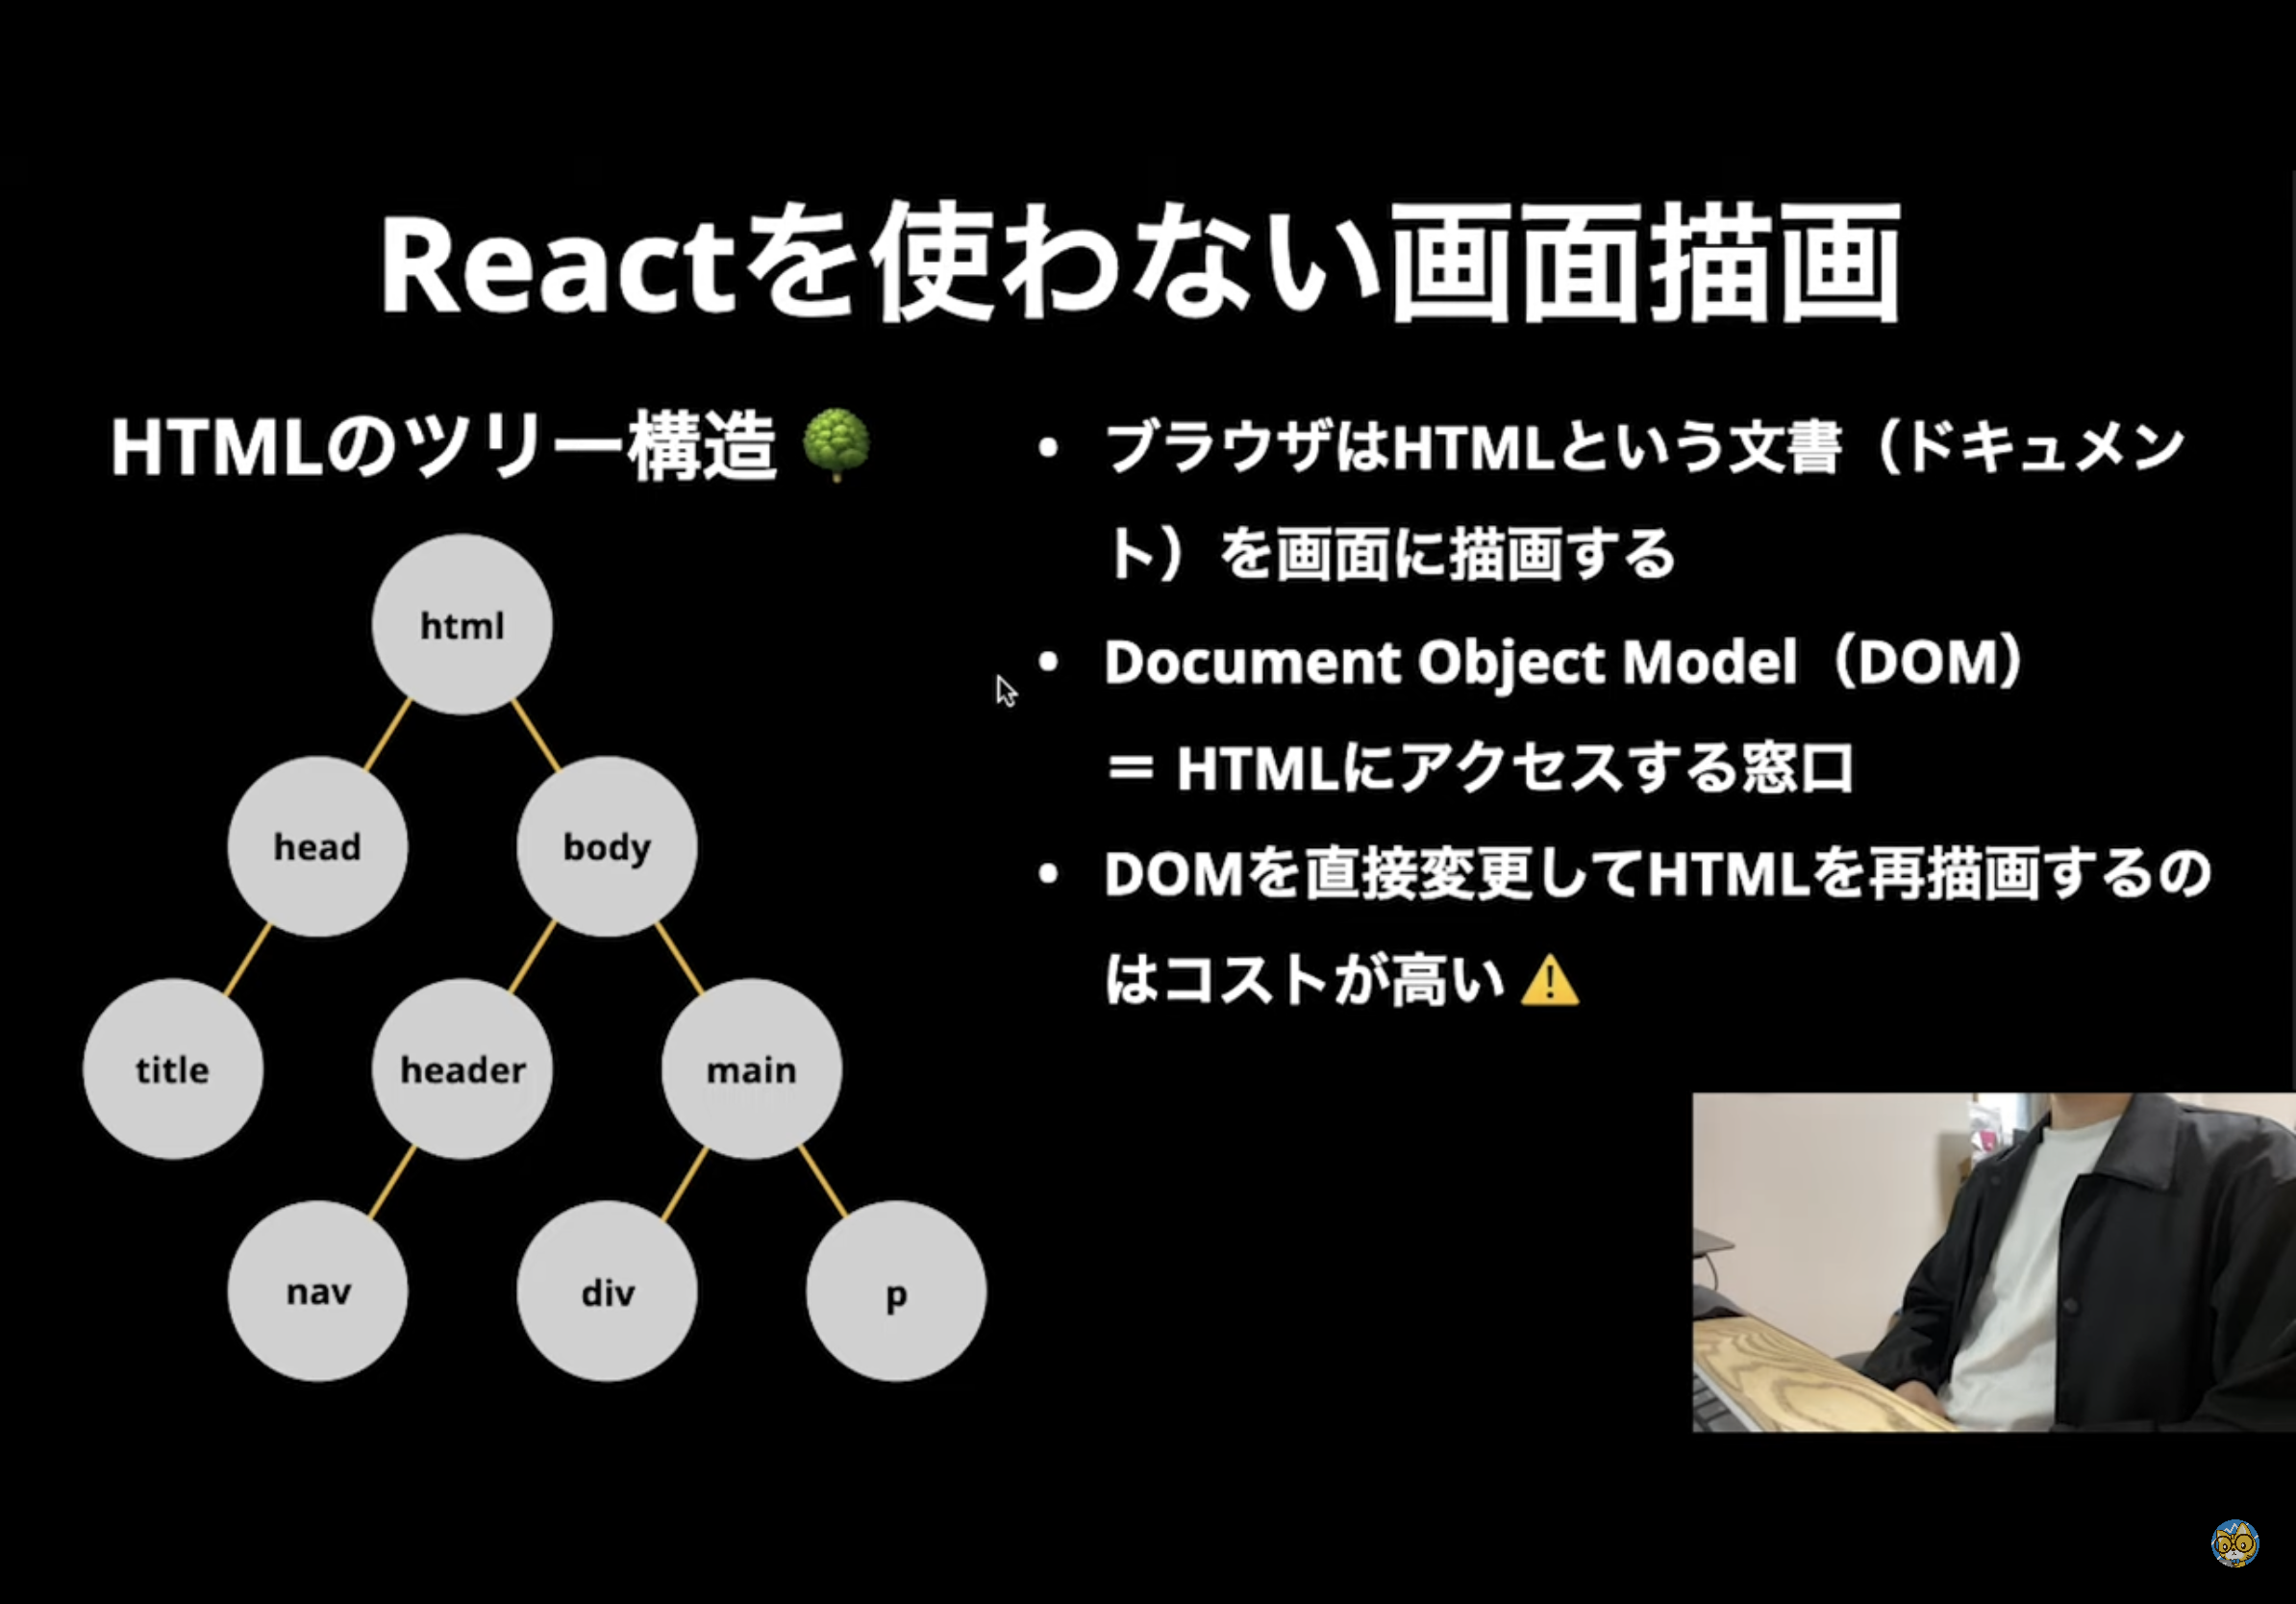 Reactを使わない画面描画
HTMLのツリー構造 🌳
html
head
body
title
header
main
nav
div
p
• ブラウザはHTMLという文書（ドキュメン
ト）を画面に描画する
• Document Object Model（DOM）
＝ HTMLにアクセスする窓口
• DOMを直接変更してHTMLを再描画するの
はコストが高い ⚠️